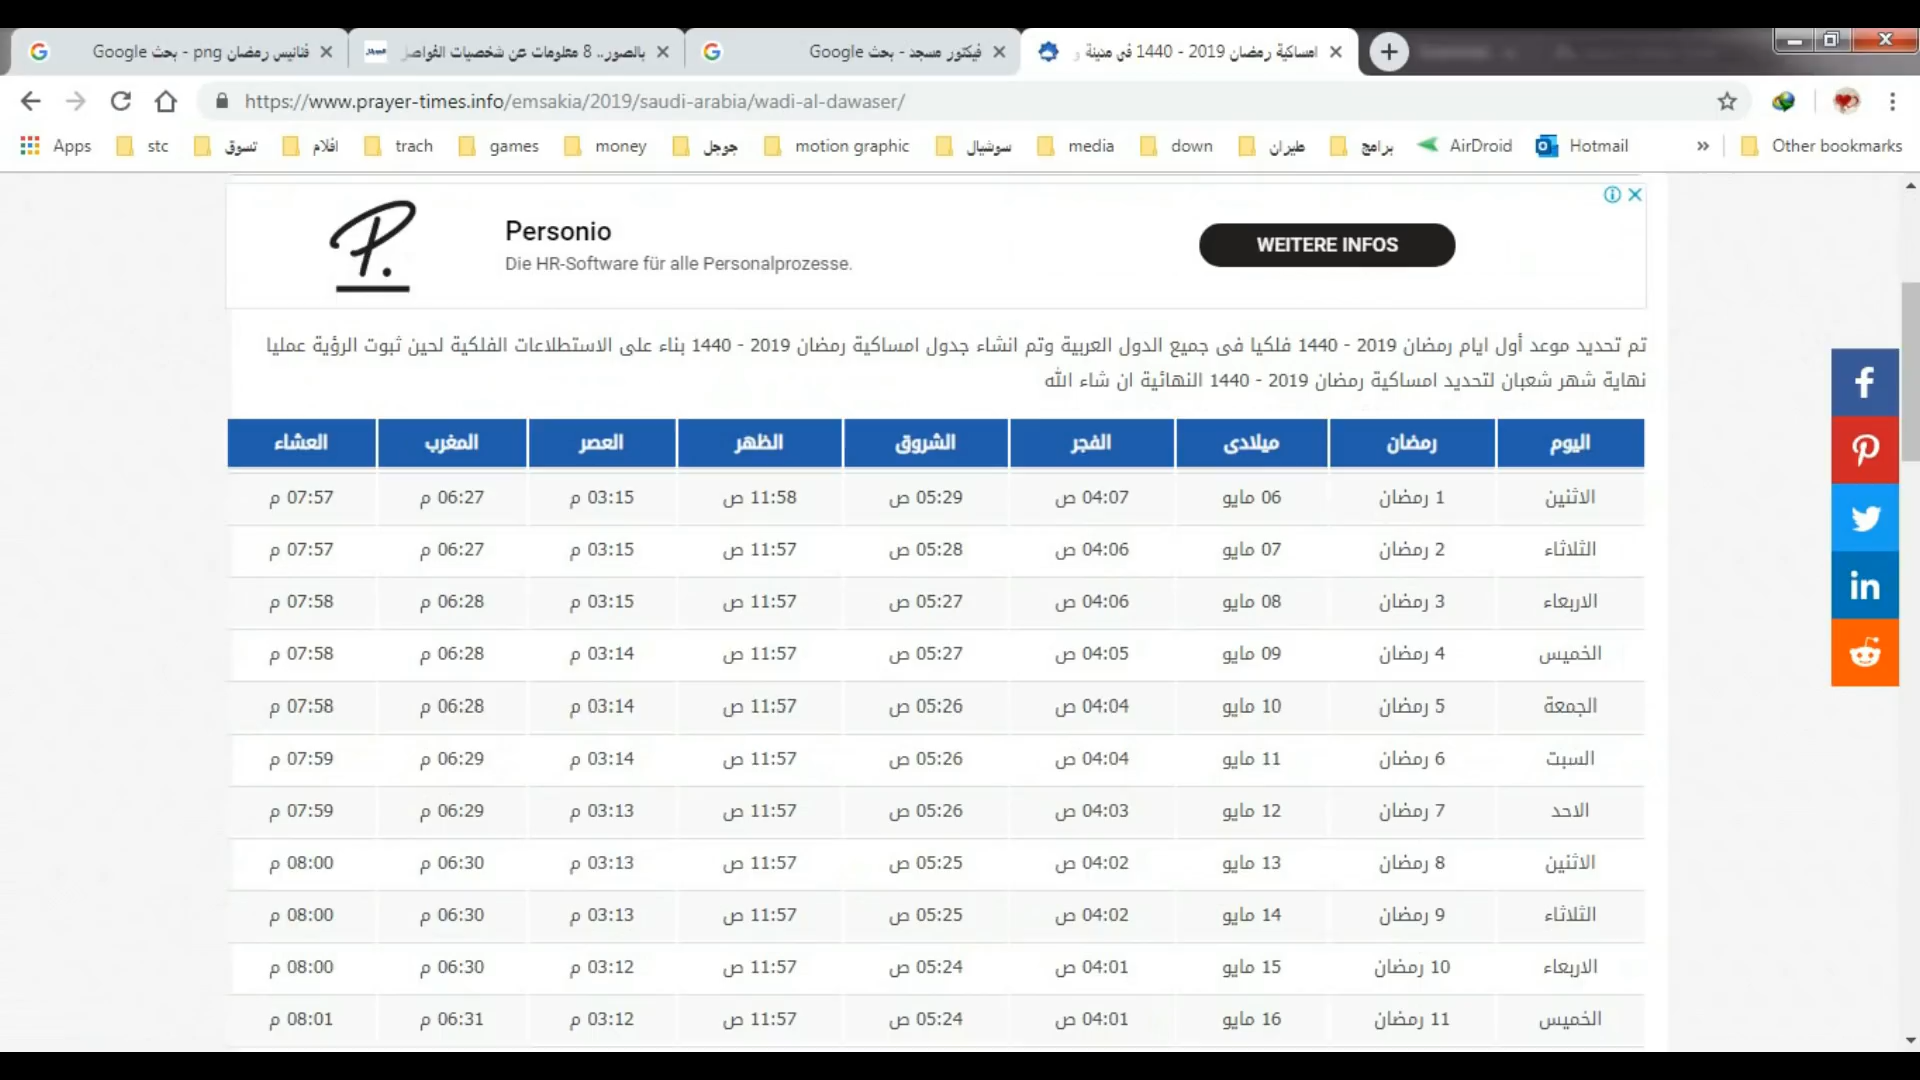 فنانيس رمضان png - بحث Google
بالصور.. 8 معلومات عن شخصيات الفواصل
فيكتور مسجد - بحث Google
امساكية رمضان 2019 - 1440 في مدينة و
https://www.prayer-times.info/emsakia/2019/saudi-arabia/wadi-al-dawaser/
Apps stc تسوق افلام trach games money جوجل motion graphic سوشيال media down طيران برامج AirDroid Hotmail » Other bookmarks
Personio
Die HR-Software für alle Personalprozesse.
WEITERE INFOS
تم تحديد موعد أول ايام رمضان 2019 - 1440 فلكيا فى جميع الدول العربية وتم انشاء جدول امساكية رمضان 2019 - 1440 بناء على الاستطلاعات الفلكية لحين ثبوت الرؤية عمليا
نهاية شهر شعبان لتحديد امساكية رمضان 2019 - 1440 النهائية ان شاء الله
اليوم رمضان ميلادى الفجر الشروق الظهر العصر المغرب العشاء
الاثنين 1 رمضان 06 مايو 04:07 ص 05:29 ص 11:58 ص 03:15 م 06:27 م 07:57 م
الثلاثاء 2 رمضان 07 مايو 04:06 ص 05:28 ص 11:57 ص 03:15 م 06:27 م 07:57 م
الاربعاء 3 رمضان 08 مايو 04:06 ص 05:27 ص 11:57 ص 03:15 م 06:28 م 07:58 م
الخميس 4 رمضان 09 مايو 04:05 ص 05:27 ص 11:57 ص 03:14 م 06:28 م 07:58 م
الجمعة 5 رمضان 10 مايو 04:04 ص 05:26 ص 11:57 ص 03:14 م 06:28 م 07:58 م
السبت 6 رمضان 11 مايو 04:04 ص 05:26 ص 11:57 ص 03:14 م 06:29 م 07:59 م
الاحد 7 رمضان 12 مايو 04:03 ص 05:26 ص 11:57 ص 03:13 م 06:29 م 07:59 م
الاثنين 8 رمضان 13 مايو 04:02 ص 05:25 ص 11:57 ص 03:13 م 06:30 م 08:00 م
الثلاثاء 9 رمضان 14 مايو 04:02 ص 05:25 ص 11:57 ص 03:13 م 06:30 م 08:00 م
الاربعاء 10 رمضان 15 مايو 04:01 ص 05:24 ص 11:57 ص 03:12 م 06:30 م 08:00 م
الخميس 11 رمضان 16 مايو 04:01 ص 05:24 ص 11:57 ص 03:12 م 06:31 م 08:01 م